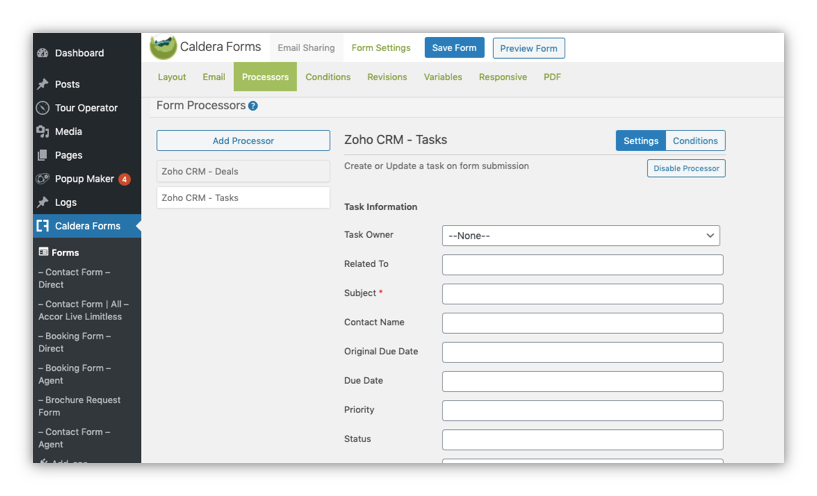 Dashboard
Posts
Tour Operator
Media
Pages
Popup Maker 4
Logs
Caldera Forms
Forms
– Contact Form –
Direct
– Contact Form | All –
Accor Live Limitless
– Booking Form –
Direct
– Booking Form –
Agent
– Brochure Request
Form
– Contact Form –
Agent
Caldera Forms Email Sharing Form Settings Save Form Preview Form
Layout Email Processors Conditions Revisions Variables Responsive PDF
Form Processors ?
Add Processor
Zoho CRM - Deals
Zoho CRM - Tasks
Zoho CRM - Tasks Settings Conditions
Create or Update a task on form submission Disable Processor
Task Information
Task Owner --None--
Related To
Subject *
Contact Name
Original Due Date
Due Date
Priority
Status